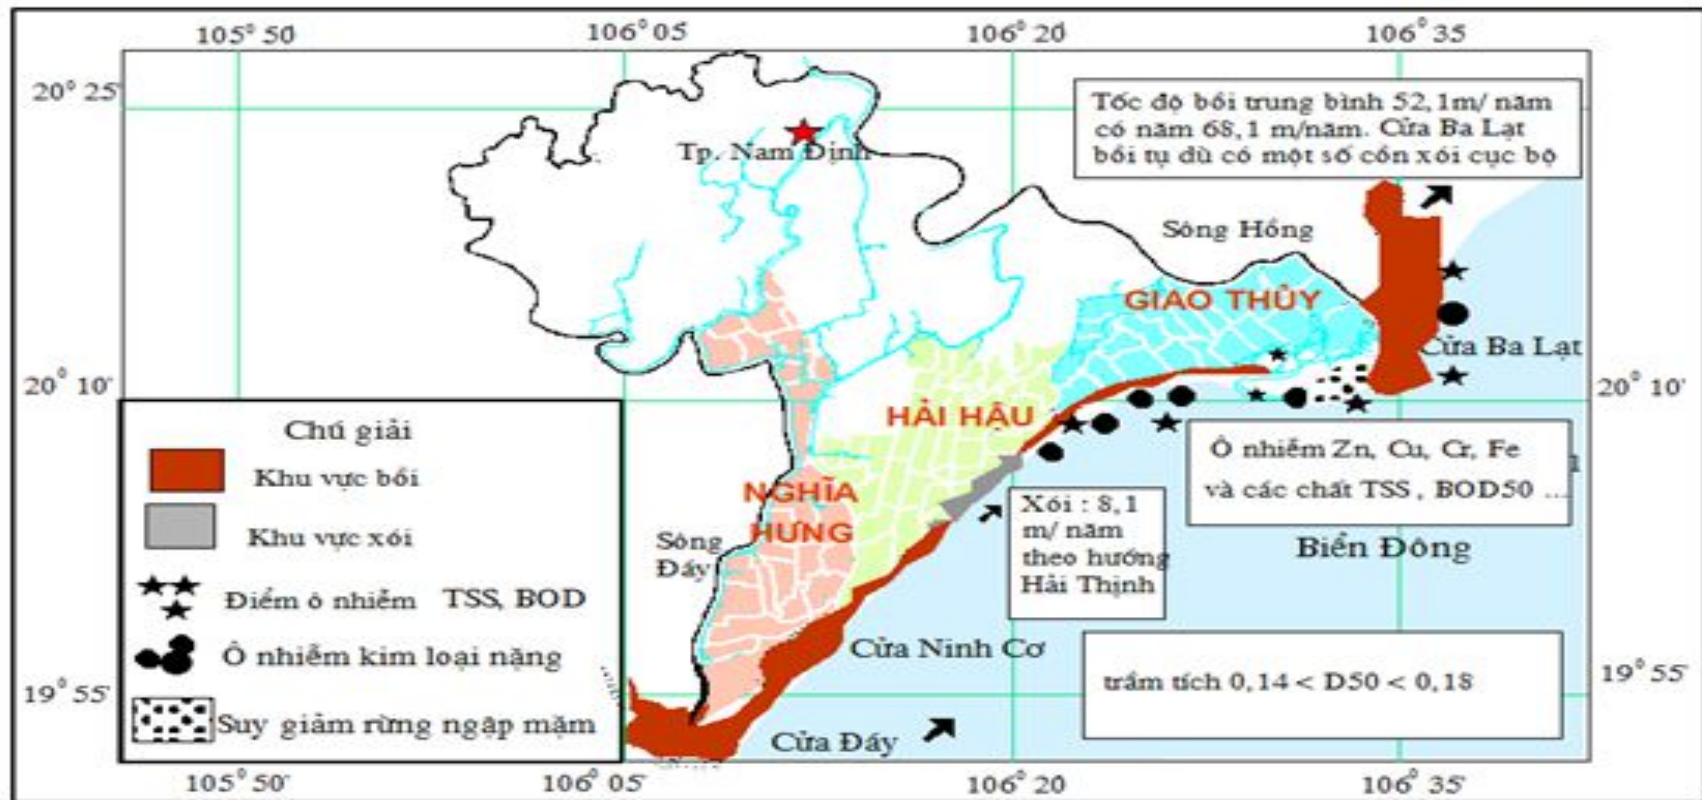 105° 50
106° 05
106° 20
106° 35
20° 25'
Tốc độ bồi trung bình 52,1m/ năm
có năm 68,1 m/năm. Cửa Ba Lạt
bồi tụ dù có một số cồn xói cục bộ
Tp. Nam Định
Sông Hồng
GIAO THỦY
Cửa Ba Lạt
20° 10'
20° 10'
HẢI HẬU
Chú giải
Khu vực bồi
Khu vực xói
Điểm ô nhiễm TSS, BOD
Ô nhiễm kim loại nặng
Suy giảm rừng ngập mặm
Ô nhiễm Zn, Cu, Cr, Fe
và các chất TSS , BOD50 ...
NGHĨA
HƯNG
Sông
Đáy
Xói : 8,1
m/ năm
theo hướng
Hải Thịnh
Biển Đông
Cửa Ninh Cơ
trầm tích 0,14 < D50 < 0,18
19° 55'
19° 55'
Cửa Đáy
105° 50'
106° 05'
106° 20
106° 35